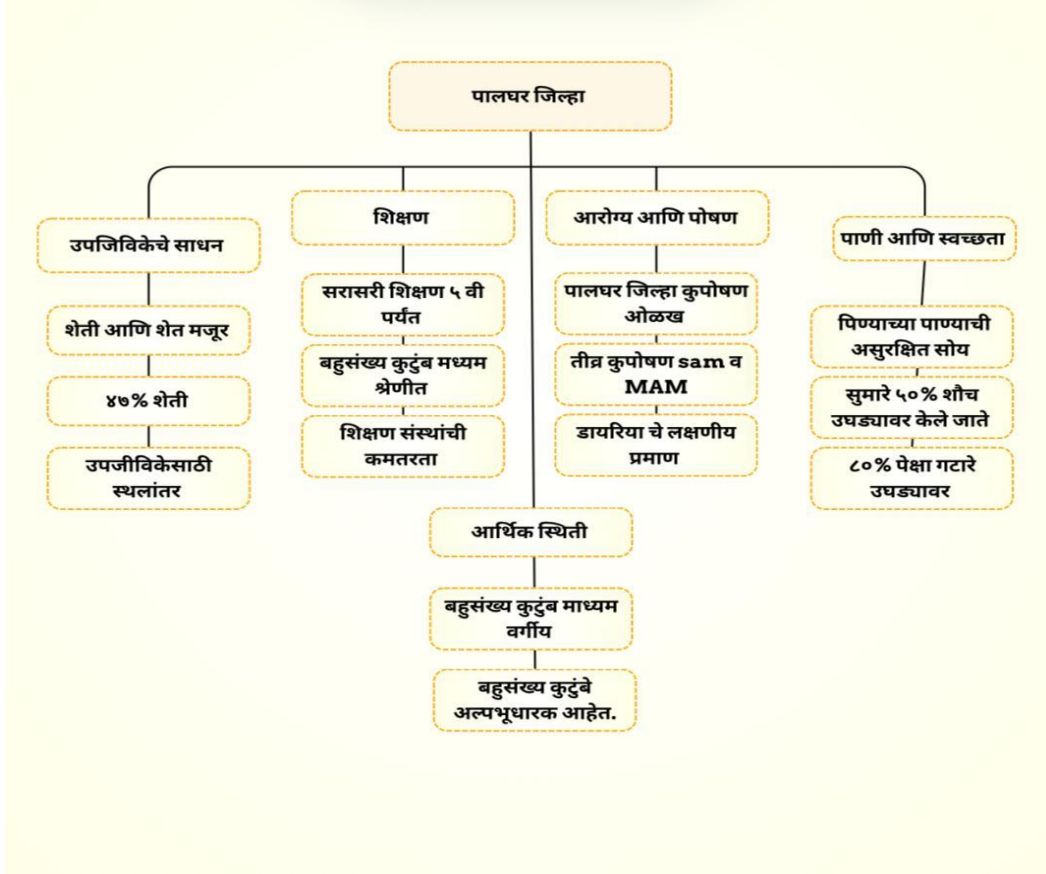 पालघर जिल्हा
उपजिविकेचे साधन
शेती आणि शेत मजूर
४७% शेती
उपजीविकेसाठी
स्थलांतर
शिक्षण
सरासरी शिक्षण ५ वी
पर्यंत
बहुसंख्य कुटुंब मध्यम
श्रेणीत
शिक्षण संस्थांची
कमतरता
आरोग्य आणि पोषण
पालघर जिल्हा कुपोषण
ओळख
तीव्र कुपोषण sam व
MAM
डायरिया चे लक्षणीय
प्रमाण
पाणी आणि स्वच्छता
पिण्याच्या पाण्याची
असुरक्षित सोय
सुमारे ५०% शौच
उघड्यावर केले जाते
८०% पेक्षा गटारे
उघड्यावर
आर्थिक स्थिती
बहुसंख्य कुटुंब माध्यम
वर्गीय
बहुसंख्य कुटुंबे
अल्पभूधारक आहेत.